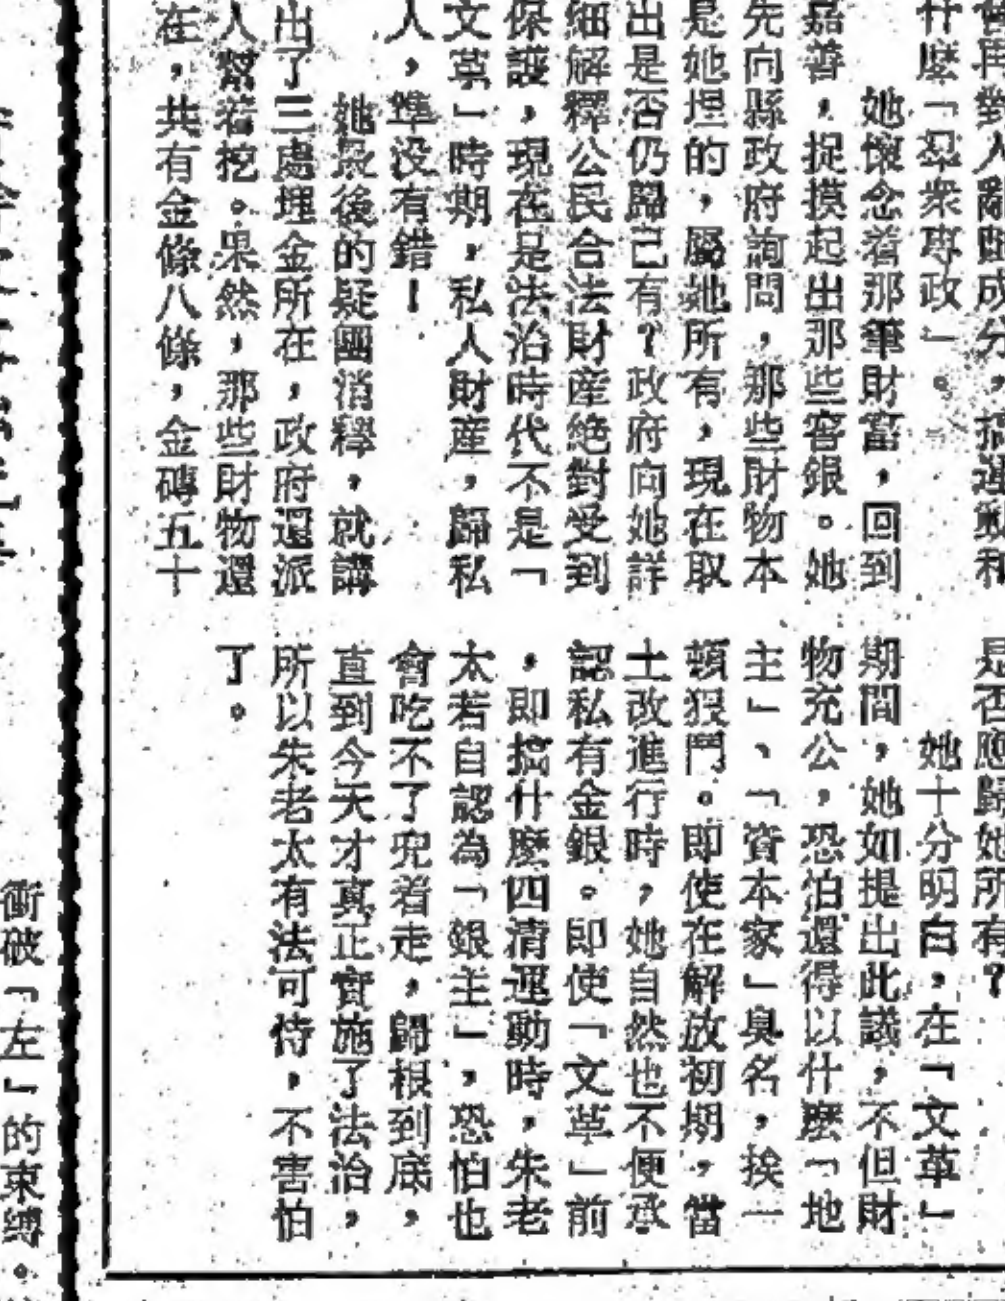 對人亂
成分，
什麼「羣衆專政」。
她懷念着那筆財富，回到
嘉善，捉摸起出那些窖銀。她
先向縣政府詢問，那些財物本
是她埋的，屬她所有，現在取
出是否仍歸己有？政府向她詳
細解釋公民合法財産絕對受到
保護，現在是法治時代不是「
文革」時期，私人財産，歸私
人，準没有錯！
她最後的疑團消釋，就講
出了三處埋金所在，政府還派
人幫着挖。果然，那些財物還
在，共有金條八條，金磚五十
是否應歸她所有？
她十分明白，在「文革」
期間，她如提出此議，不但財
物充公，恐怕還得以什麼「地
主」、「資本家」臭名，挨一
頓狠鬥。即使在解放初期，當
土改進行時，她自然也不便承
認私有金銀。即使「文革」前
，即搞什麼四清運動時，朱老
太若自認為「銀主」，恐怕也
會吃不了兜着走，歸根到底，
直到今天才真正實施了法治，
所以朱老太有法可恃，不害怕
了。
衝破「左」的束縛。